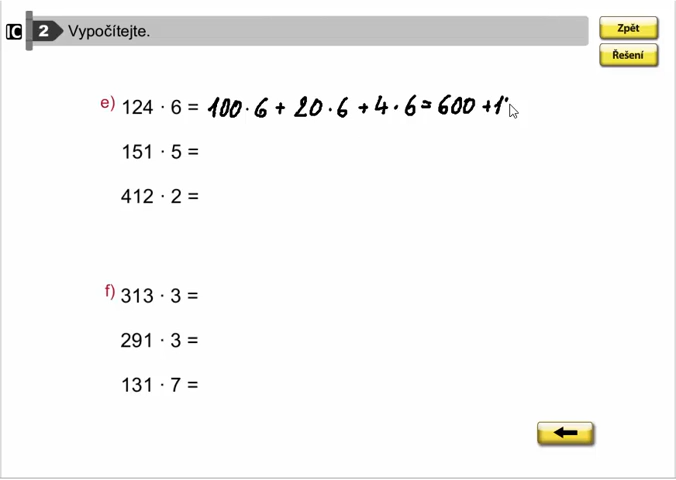 IC 2 Vypočítejte.
Zpět
Řešení
e) 124 · 6 = 100 · 6 + 20 · 6 + 4 · 6 = 600 + 1
151 · 5 =
412 · 2 =
f) 313 · 3 =
291 · 3 =
131 · 7 =